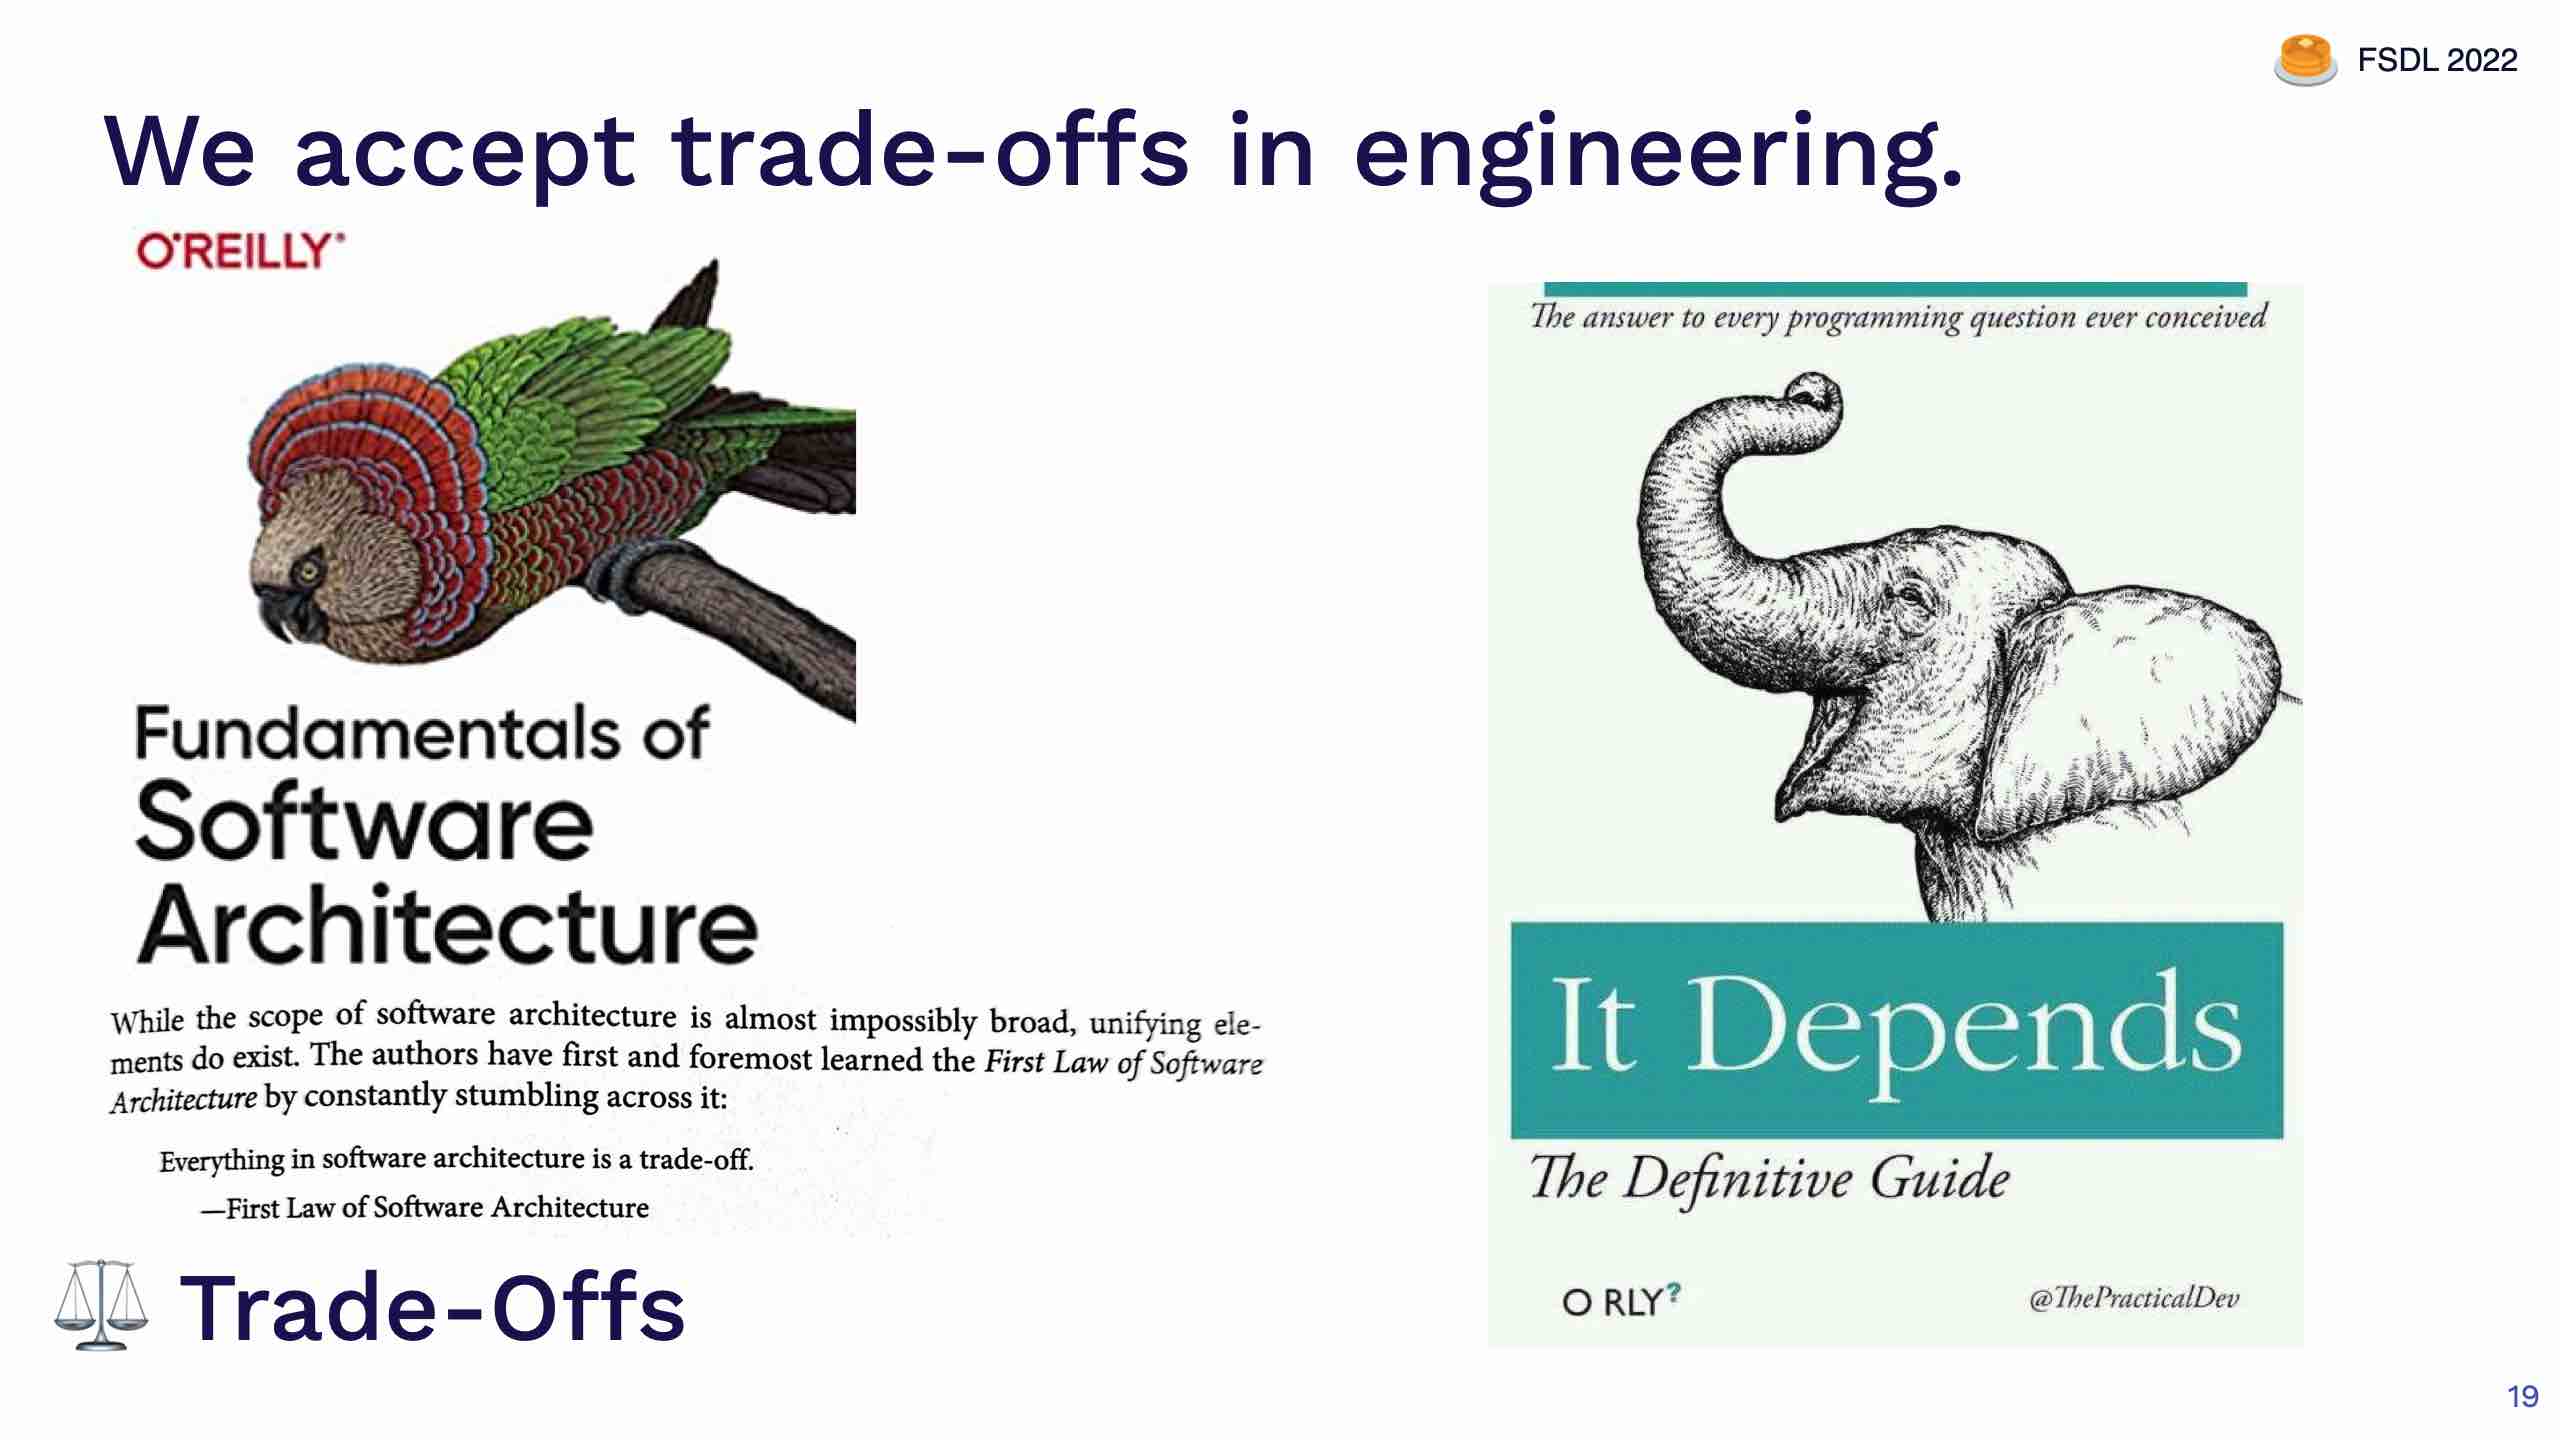 FSDL 2022
We accept trade-offs in engineering.
O'REILLY®
Fundamentals of
Software
Architecture
While the scope of software architecture is almost impossibly broad, unifying ele-
ments do exist. The authors have first and foremost learned the First Law of Software
Architecture by constantly stumbling across it:
Everything in software architecture is a trade-off.
—First Law of Software Architecture
Trade-Offs
The answer to every programming question ever conceived
It Depends
The Definitive Guide
O RLY?
@ThePracticalDev
19